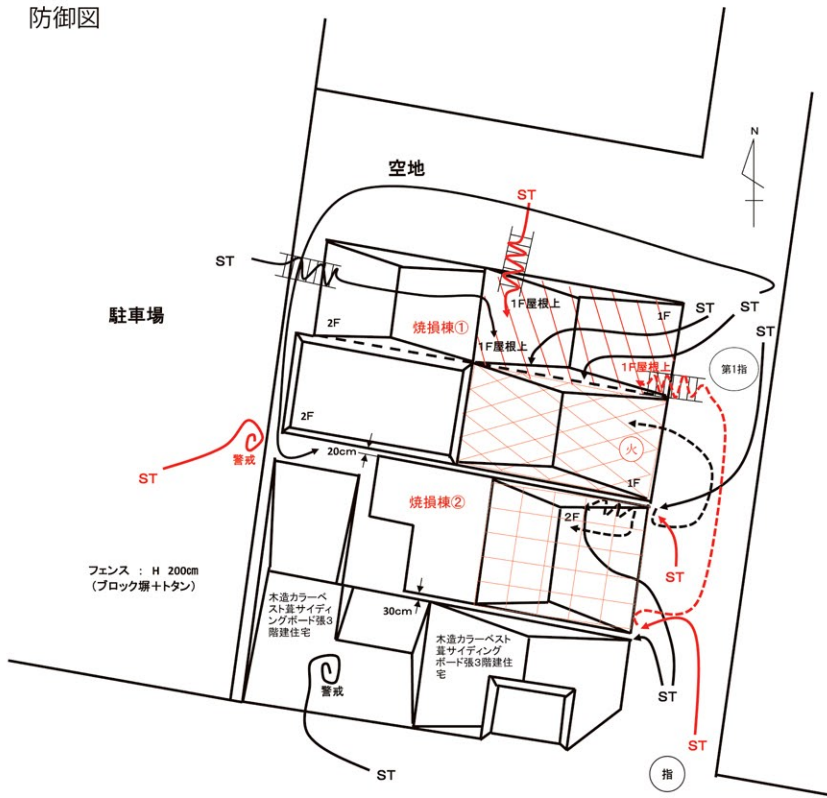 防御図
N
空地
ST
ST
1F屋根上
2F
焼損棟①
1F
ST
ST
ST
駐車場
1F屋根上
1F屋根上
第1指
2F
火
20cm
1F
ST
警戒
焼損棟②
2F
ST
フェンス : H 200cm
(ブロック塀+トタン)
30cm
木造カラーベ
スト葺サイディ
ングボード張3
階建住宅
木造カラーベスト
葺サイディング
ボード張3階建住
宅
警戒
ST
ST
ST
指